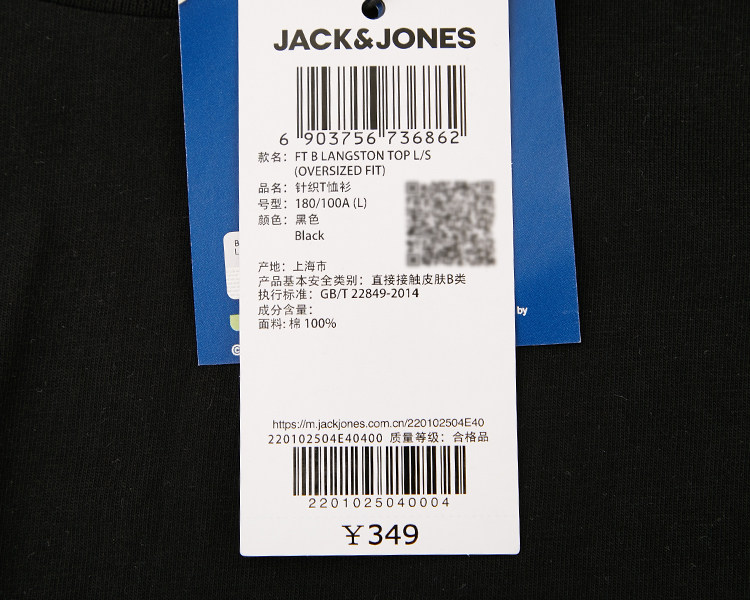 JACK&JONES
6 903756 736862
款名：FT B LANGSTON TOP L/S
(OVERSIZED FIT)
品名：针织T恤衫
号型：180/100A (L)
颜色：黑色
Black
产地：上海市
产品基本安全类别：直接接触皮肤B类
执行标准：GB/T 22849-2014
成分含量：
面料: 棉 100%
by
©
https://m.jackjones.com.cn/220102504E40
220102504E40400 质量等级：合格品
2201025040004
¥349